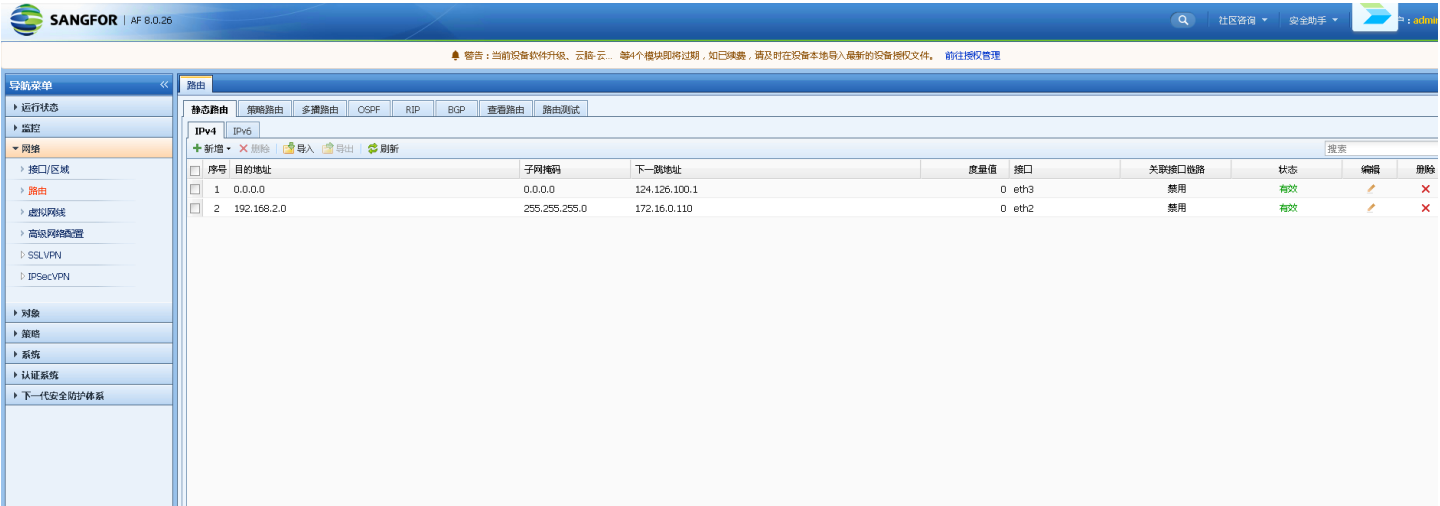 SANGFOR | AF 8.0.26
社区咨询 安全助手 : admin
警告：当前设备软件升级、云脑-云... 等4个模块即将过期，如已续费，请及时在设备本地导入最新的设备授权文件。 前往授权管理
导航菜单 路由
运行状态
监控
网络
接口/区域
路由
虚拟网线
高级网络配置
SSLVPN
IPSecVPN
对象
策略
系统
认证系统
下一代安全防护体系
静态路由 策略路由 多播路由 OSPF RIP BGP 查看路由 路由测试
IPv4 IPv6
新增 删除 导入 导出 刷新 搜索
序号 目的地址 子网掩码 下一跳地址 度量值 接口 关联接口链路 状态 编辑 删除
1 0.0.0.0 0.0.0.0 124.126.100.1 0 eth3 禁用 有效
2 192.168.2.0 255.255.255.0 172.16.0.110 0 eth2 禁用 有效